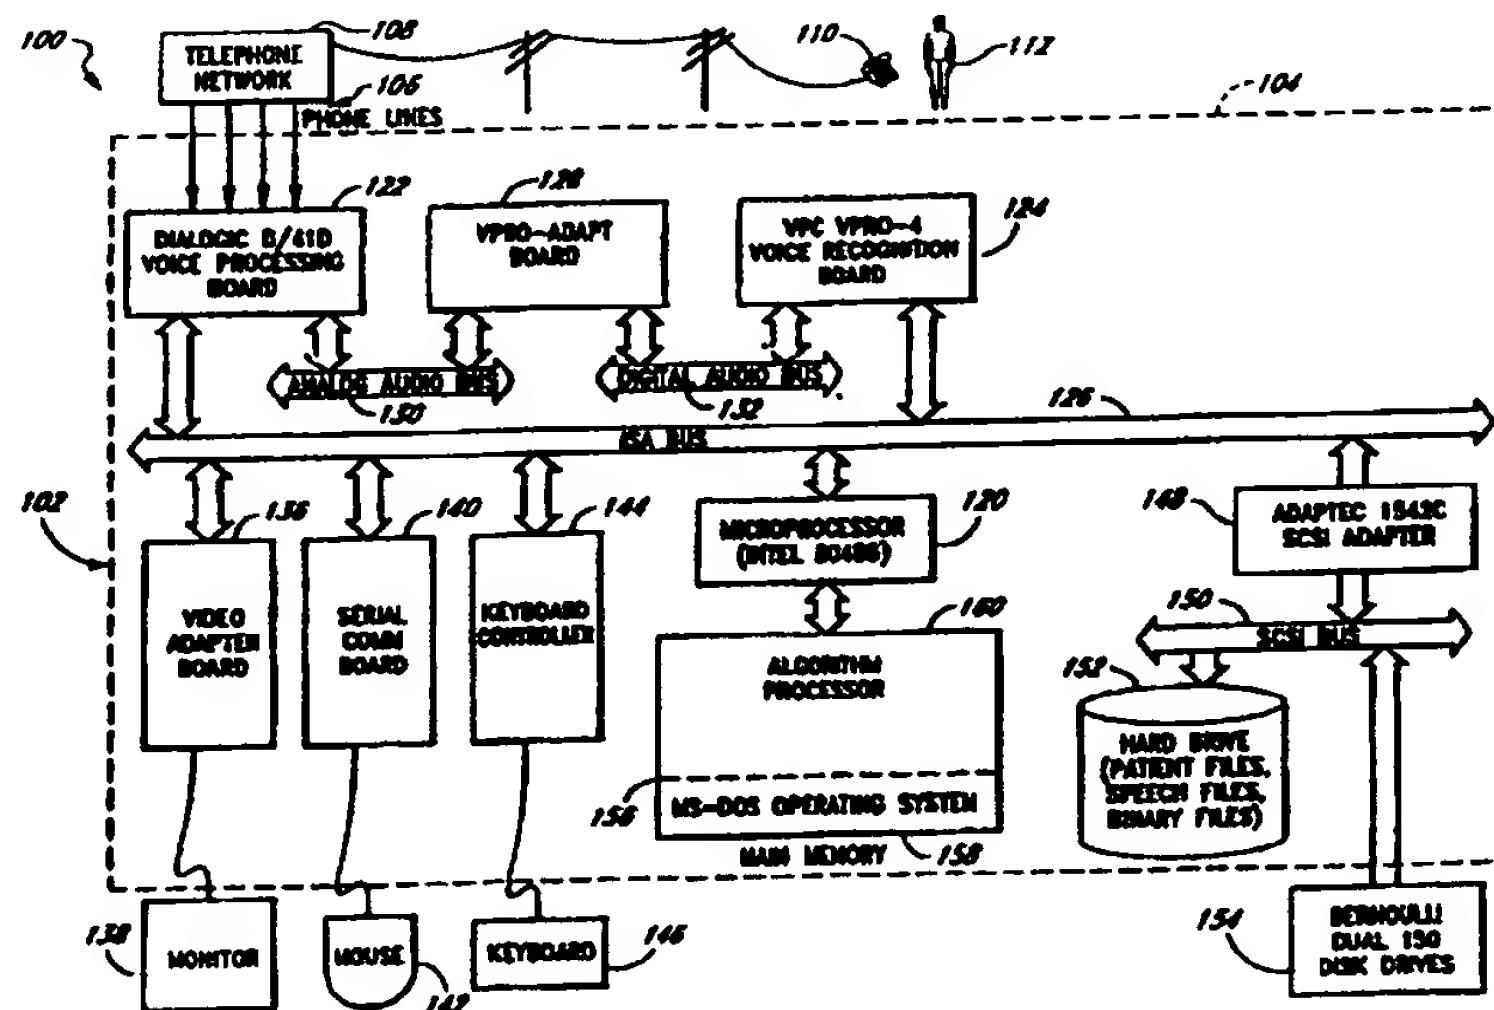 100
108
TELEPHONE
NETWORK
106
PHONE LINES
110
112
104
122
DIALOGIC D/41D
VOICE PROCESSING
BOARD
128
VPRO-ADAPT
BOARD
124
VPC VPRO-4
VOICE RECOGNITION
BOARD
ANALOG AUDIO BUS
130
DIGITAL AUDIO BUS
132
126
ISA BUS
102
136
VIDEO
ADAPTER
BOARD
140
SERIAL
COMM
BOARD
144
KEYBOARD
CONTROLLER
120
MICROPROCESSOR
(INTEL 80486)
148
ADAPTEC 1542C
SCSI ADAPTER
160
ALGORITHM
PROCESSOR
156
MS-DOS OPERATING SYSTEM
MAIN MEMORY
158
150
SCSI BUS
152
HARD DRIVE
(PATIENT FILES,
SPEECH FILES,
BINARY FILES)
138
MONITOR
MOUSE
142
KEYBOARD
146
154
BERNOULLI
DUAL 150
DISK DRIVES